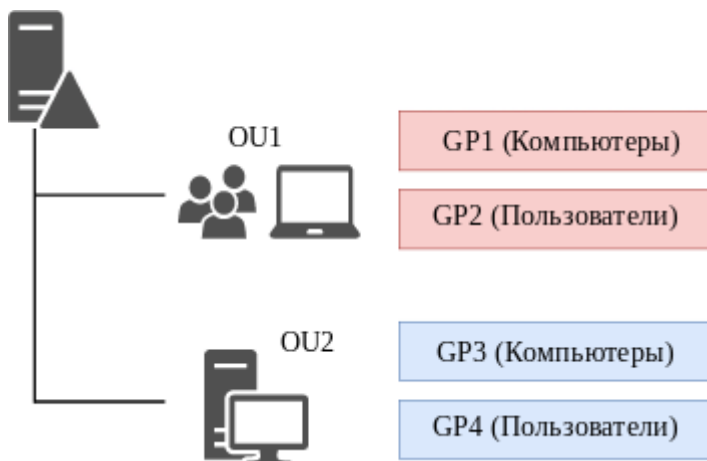 OU1
GP1 (Компьютеры)
GP2 (Пользователи)
OU2
GP3 (Компьютеры)
GP4 (Пользователи)